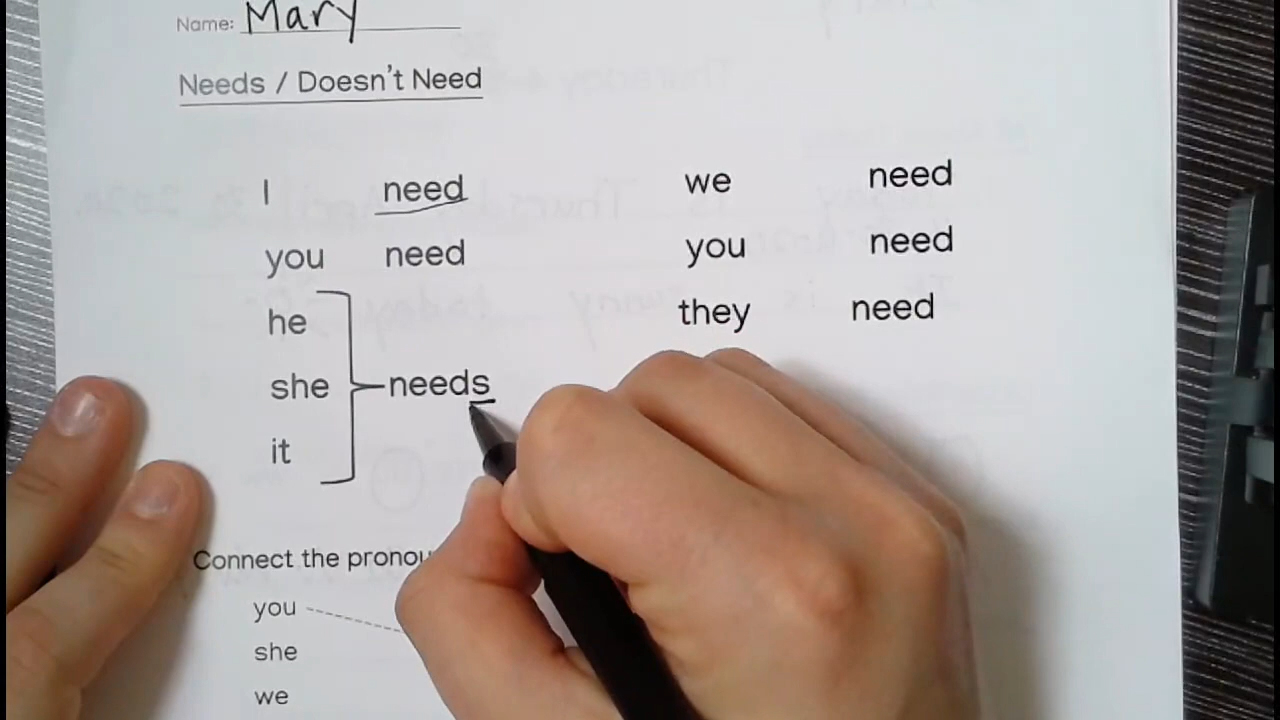 Name: Mary
Needs / Doesn't Need
I need we need
you need you need
he they need
she needs
it
Connect the
you
she
we